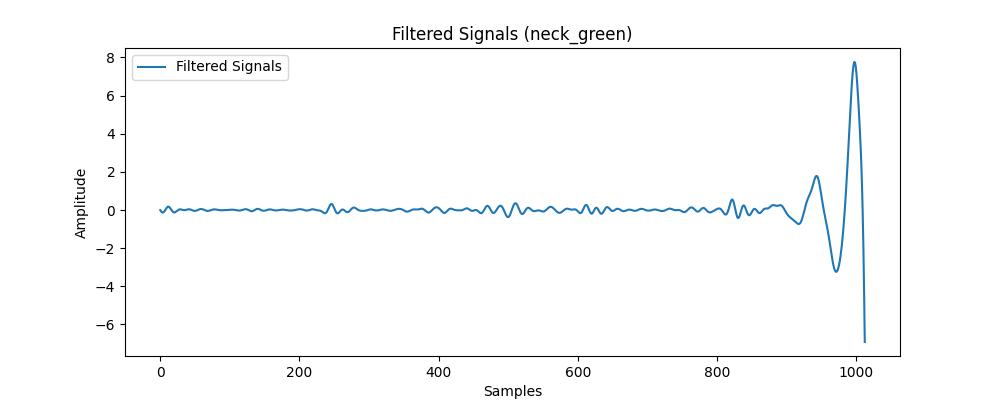 Filtered Signals (neck_green)
Filtered Signals
8
6
4
2
0
−2
−4
−6
Amplitude
0 200 400 600 800 1000
Samples